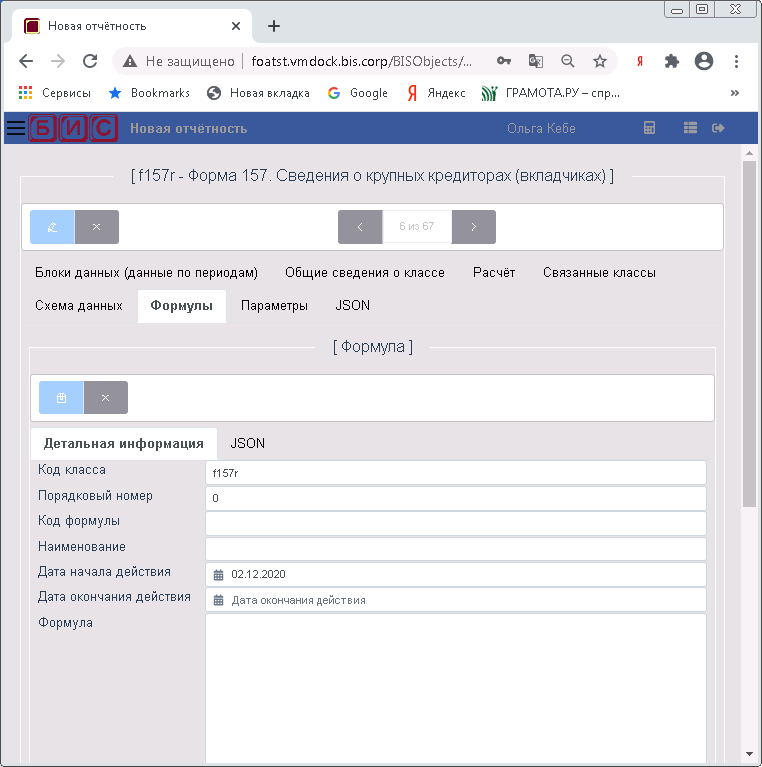 Новая отчётность
Не защищено | foatst.vmdock.bis.corp/BISObjects/...
Сервисы Bookmarks Новая вкладка Google Яндекс ГРАМОТА.РУ – спр... »
БИС Новая отчётность Ольга Кебе
[ f157r - Форма 157. Сведения о крупных кредиторах (вкладчиках) ]
6 из 67
Блоки данных (данные по периодам) Общие сведения о классе Расчёт Связанные классы
Схема данных Формулы Параметры JSON
[ Формула ]
Детальная информация JSON
Код класса f157r
Порядковый номер 0
Код формулы
Наименование
Дата начала действия 02.12.2020
Дата окончания действия Дата окончания действия
Формула